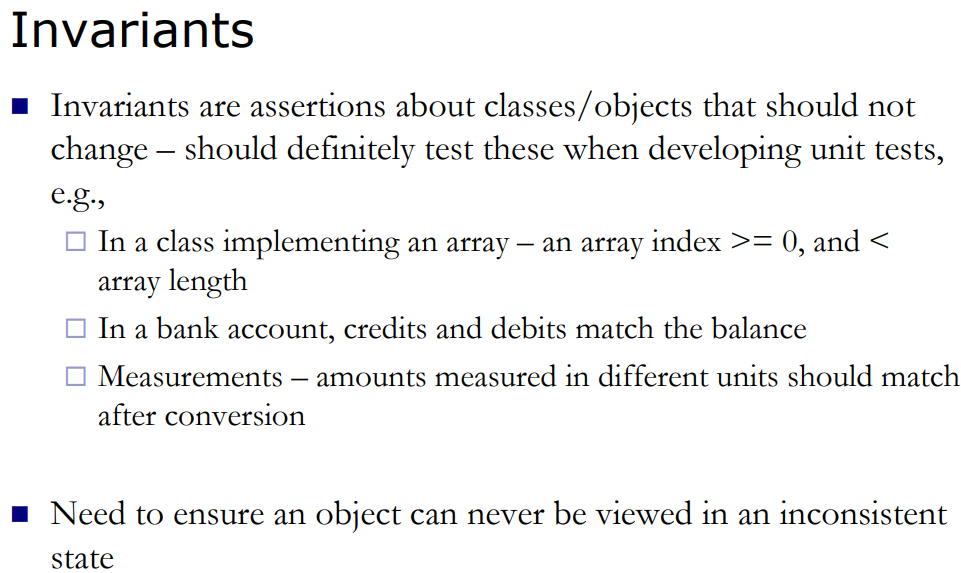 Invariants
■ Invariants are assertions about classes/objects that should not
change – should definitely test these when developing unit tests,
e.g.,
□ In a class implementing an array – an array index >= 0, and <
array length
□ In a bank account, credits and debits match the balance
□ Measurements – amounts measured in different units should match
after conversion
■ Need to ensure an object can never be viewed in an inconsistent
state